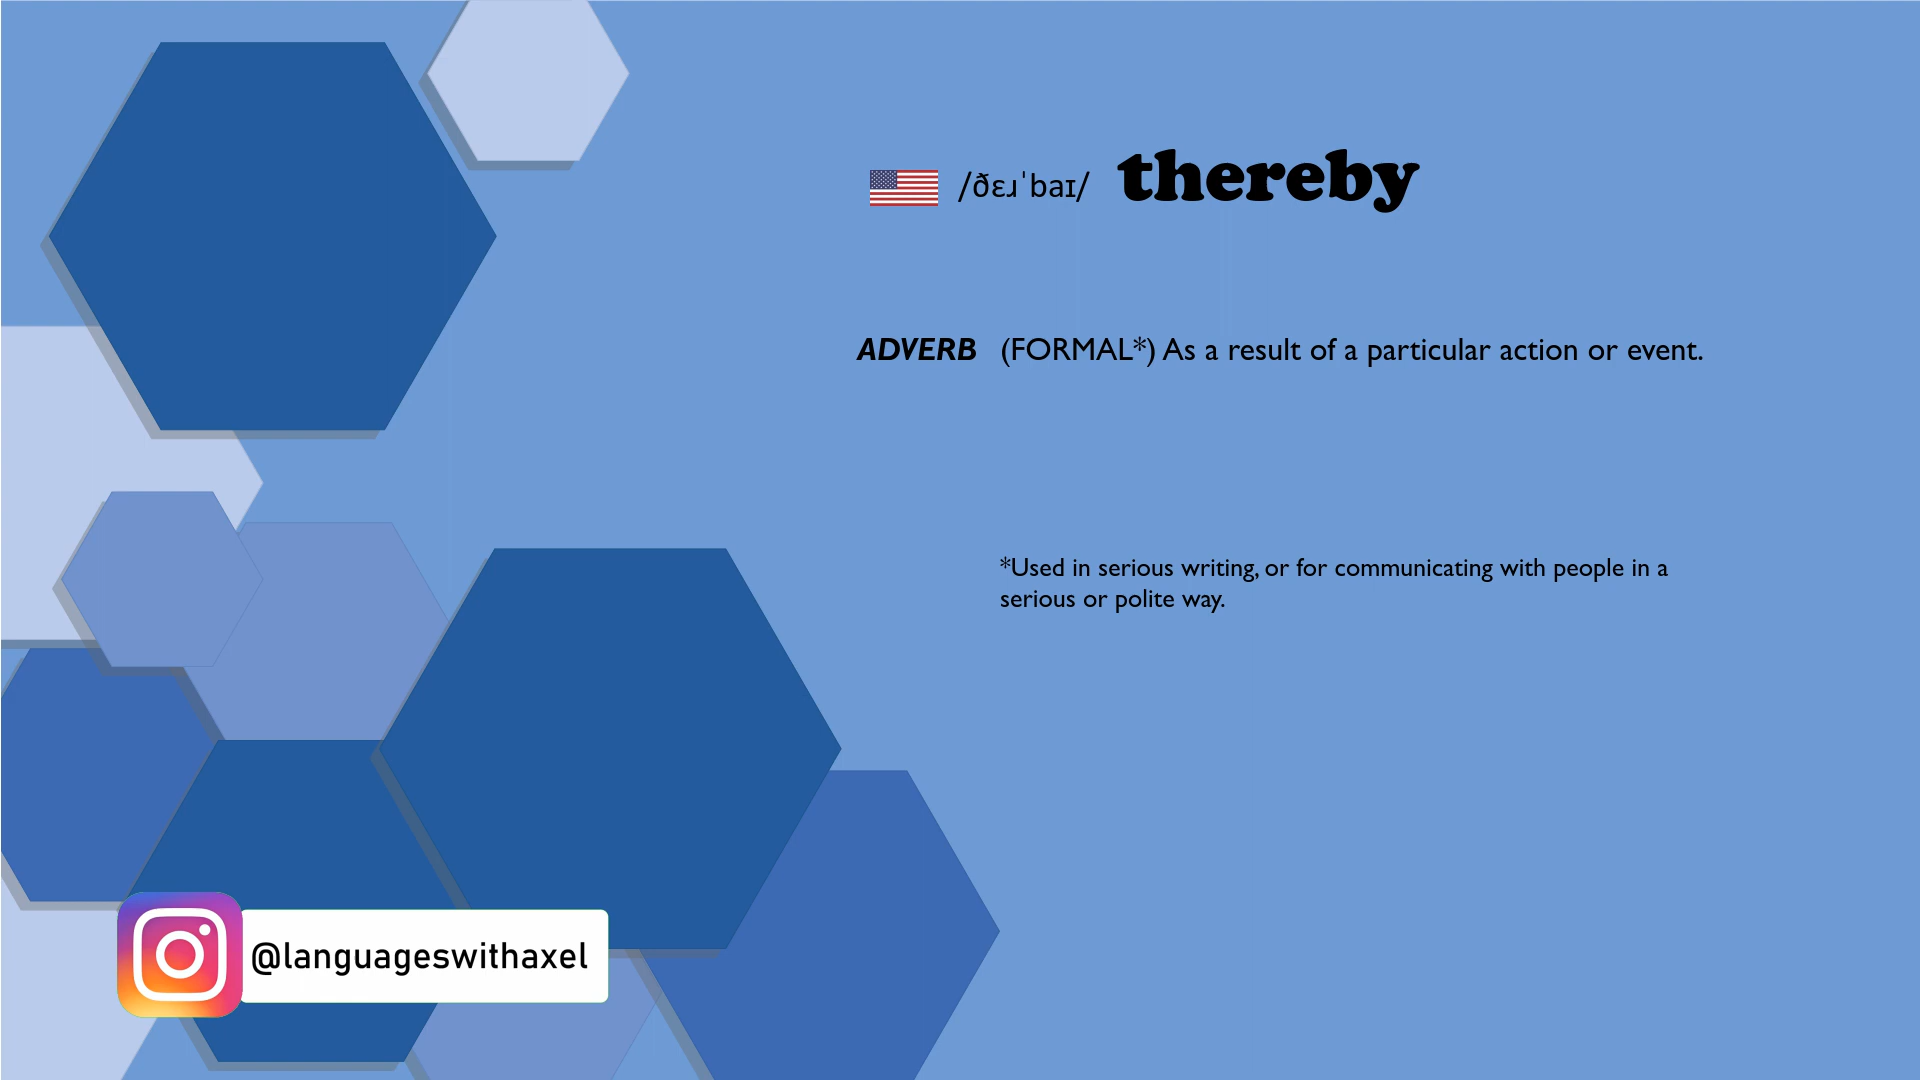 /ðɛɹˈbaɪ/ thereby
ADVERB (FORMAL*) As a result of a particular action or event.
*Used in serious writing, or for communicating with people in a
serious or polite way.
@languageswithaxel